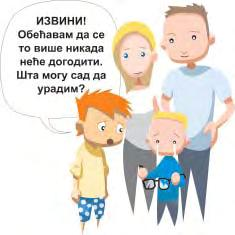 ИЗВИНИ!
Обећавам да се
то више никада
неће догодити.
Шта могу сад да
урадим?